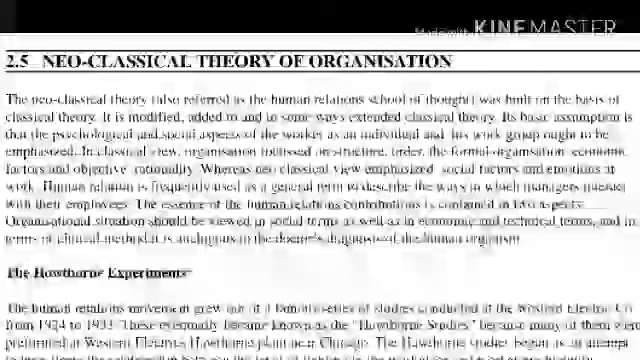 Made with KINEMASTER
2.5 NEO-CLASSICAL THEORY OF ORGANISATION
The neo-classical theory (also referred as the human relations school of thought) was built on the basis of
classical theory. It is modified, added to and in some ways extended classical theory. Its basic assumption is
that the psychological and social aspects of the worker as an individual and his work group ought to be
emphasized. In classical view, organisation focussed on structure, order, the formal organisation, economic
factors and objective rationality. Whereas neo classical view emphasized social factors and emotions at
work. Human relation is frequently used as a general term to describe the ways in which managers interact
with their employees. The essence of the human relations contributions is contained in two aspects.
Organisational situation should be viewed in social terms as well as in economic and technical terms, and in
terms of clinical method it is analogous to the doctor's diagnosis of the human organism.
The Hawthorne Experiments
The human relations movement grew out of a famous series of studies conducted at the Western Electric Co
from 1924 to 1933. These eventually became known as the "Hawthorne Studies" because many of them were
performed at Western Electrics Hawthorne plant near Chicago. The Hawthorne studies began as an attempt